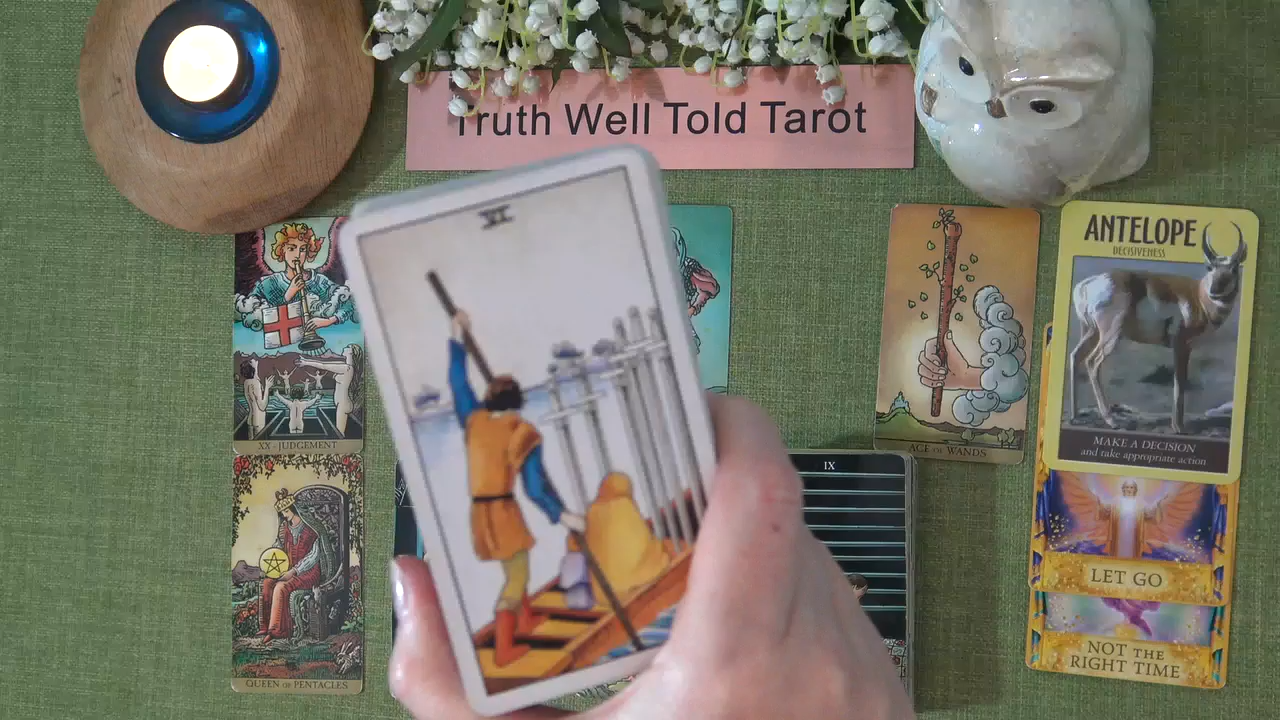 Truth Well Told Tarot
VI
ANTELOPE
DECISIVENESS
MAKE A DECISION
and take appropriate action
XX - JUDGEMENT
ACE OF WANDS
IX
LET GO
NOT THE
RIGHT TIME
QUEEN OF PENTACLES